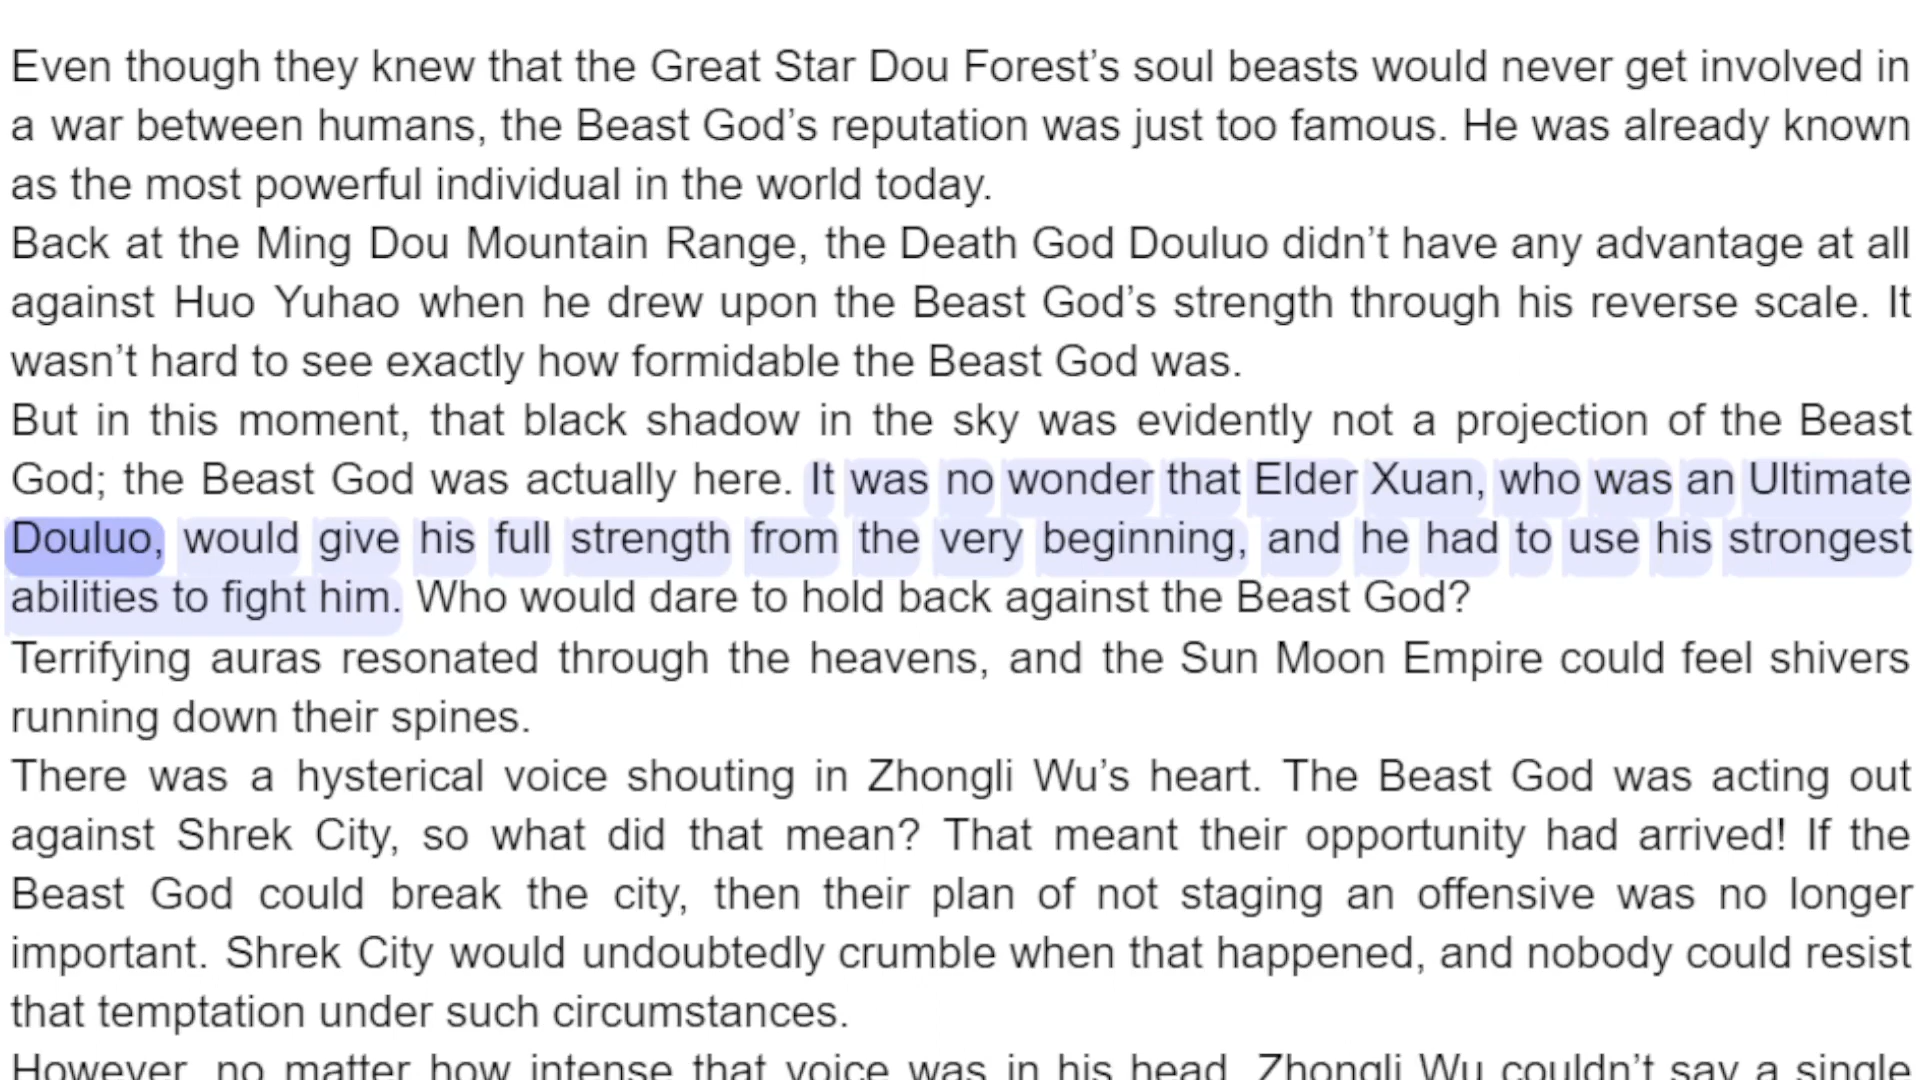 Even though they knew that the Great Star Dou Forest’s soul beasts would never get involved in
a war between humans, the Beast God’s reputation was just too famous. He was already known
as the most powerful individual in the world today.
Back at the Ming Dou Mountain Range, the Death God Douluo didn’t have any advantage at all
against Huo Yuhao when he drew upon the Beast God’s strength through his reverse scale. It
wasn’t hard to see exactly how formidable the Beast God was.
But in this moment, that black shadow in the sky was evidently not a projection of the Beast
God; the Beast God was actually here. It was no wonder that Elder Xuan, who was an Ultimate
Douluo, would give his full strength from the very beginning, and he had to use his strongest
abilities to fight him. Who would dare to hold back against the Beast God?
Terrifying auras resonated through the heavens, and the Sun Moon Empire could feel shivers
running down their spines.
There was a hysterical voice shouting in Zhongli Wu’s heart. The Beast God was acting out
against Shrek City, so what did that mean? That meant their opportunity had arrived! If the
Beast God could break the city, then their plan of not staging an offensive was no longer
important. Shrek City would undoubtedly crumble when that happened, and nobody could resist
that temptation under such circumstances.
However, no matter how intense that voice was in his head, Zhongli Wu couldn’t say a single